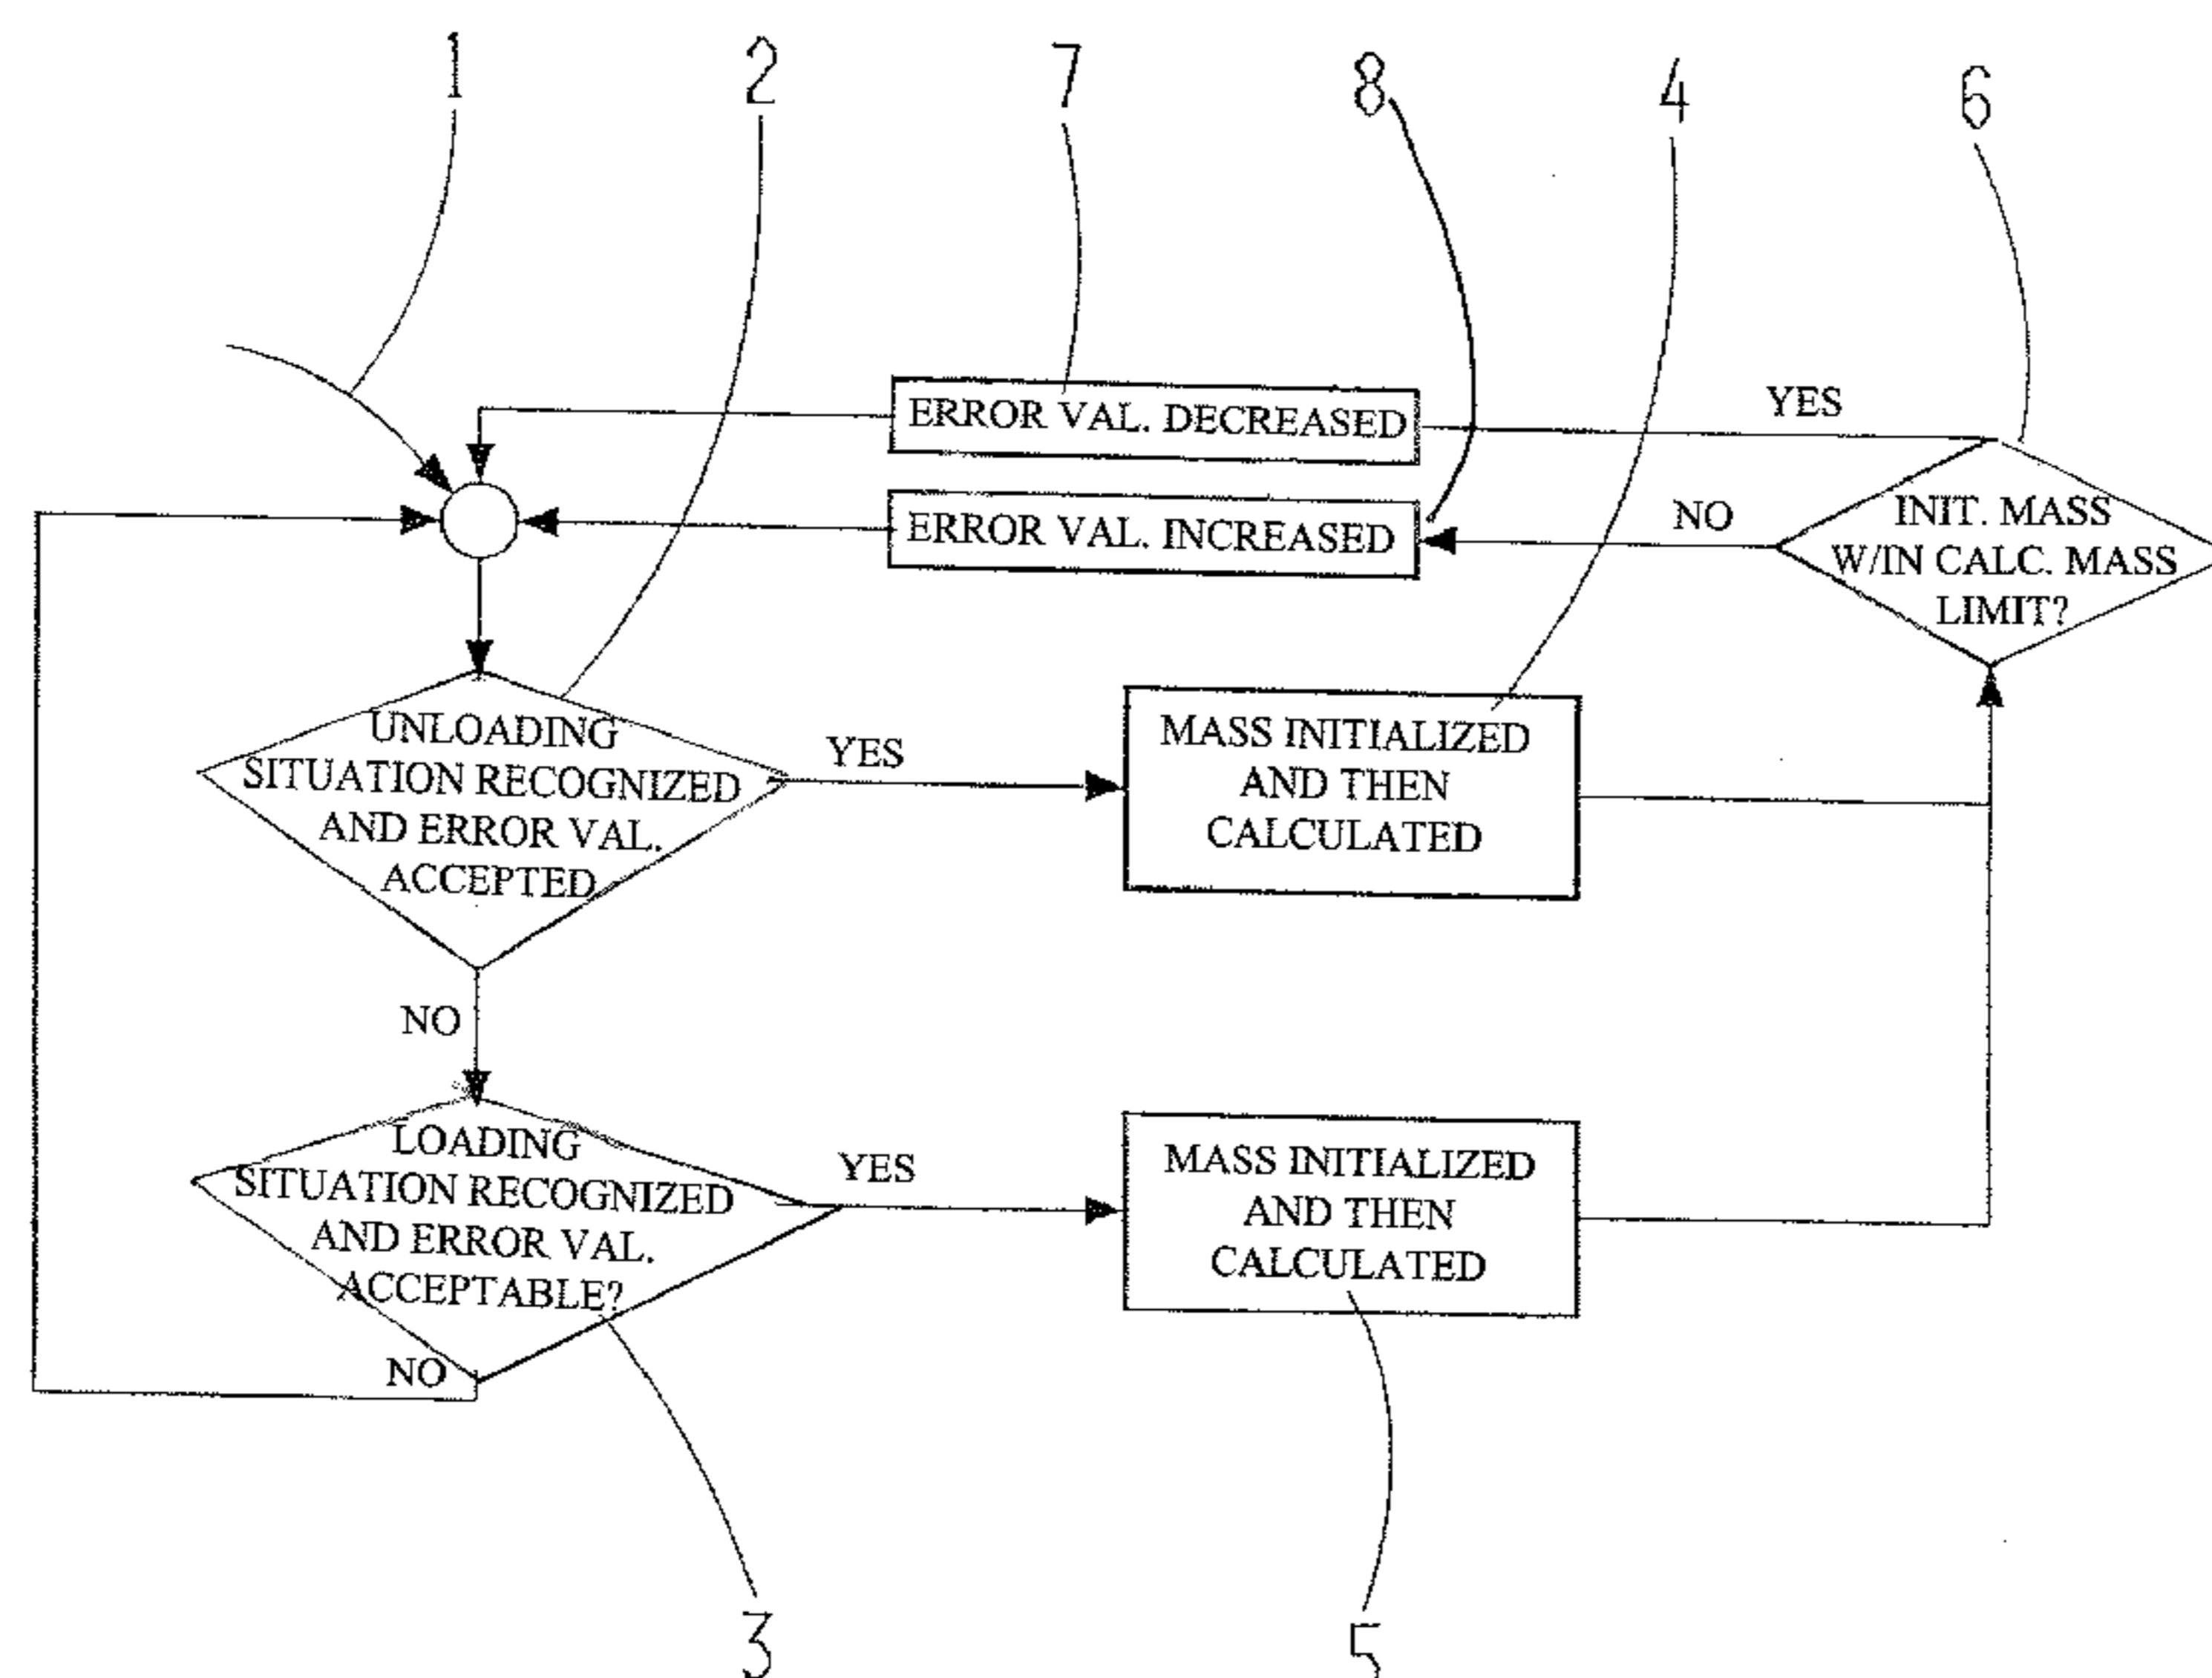 1
2
7
8
4
6
ERROR VAL. DECREASED
YES
ERROR VAL. INCREASED
NO
INIT. MASS
W/IN CALC. MASS
LIMIT?
UNLOADING
SITUATION RECOGNIZED
AND ERROR VAL.
ACCEPTED
YES
MASS INITIALIZED
AND THEN
CALCULATED
NO
LOADING
SITUATION RECOGNIZED
AND ERROR VAL.
ACCEPTABLE?
YES
MASS INITIALIZED
AND THEN
CALCULATED
NO
3
5